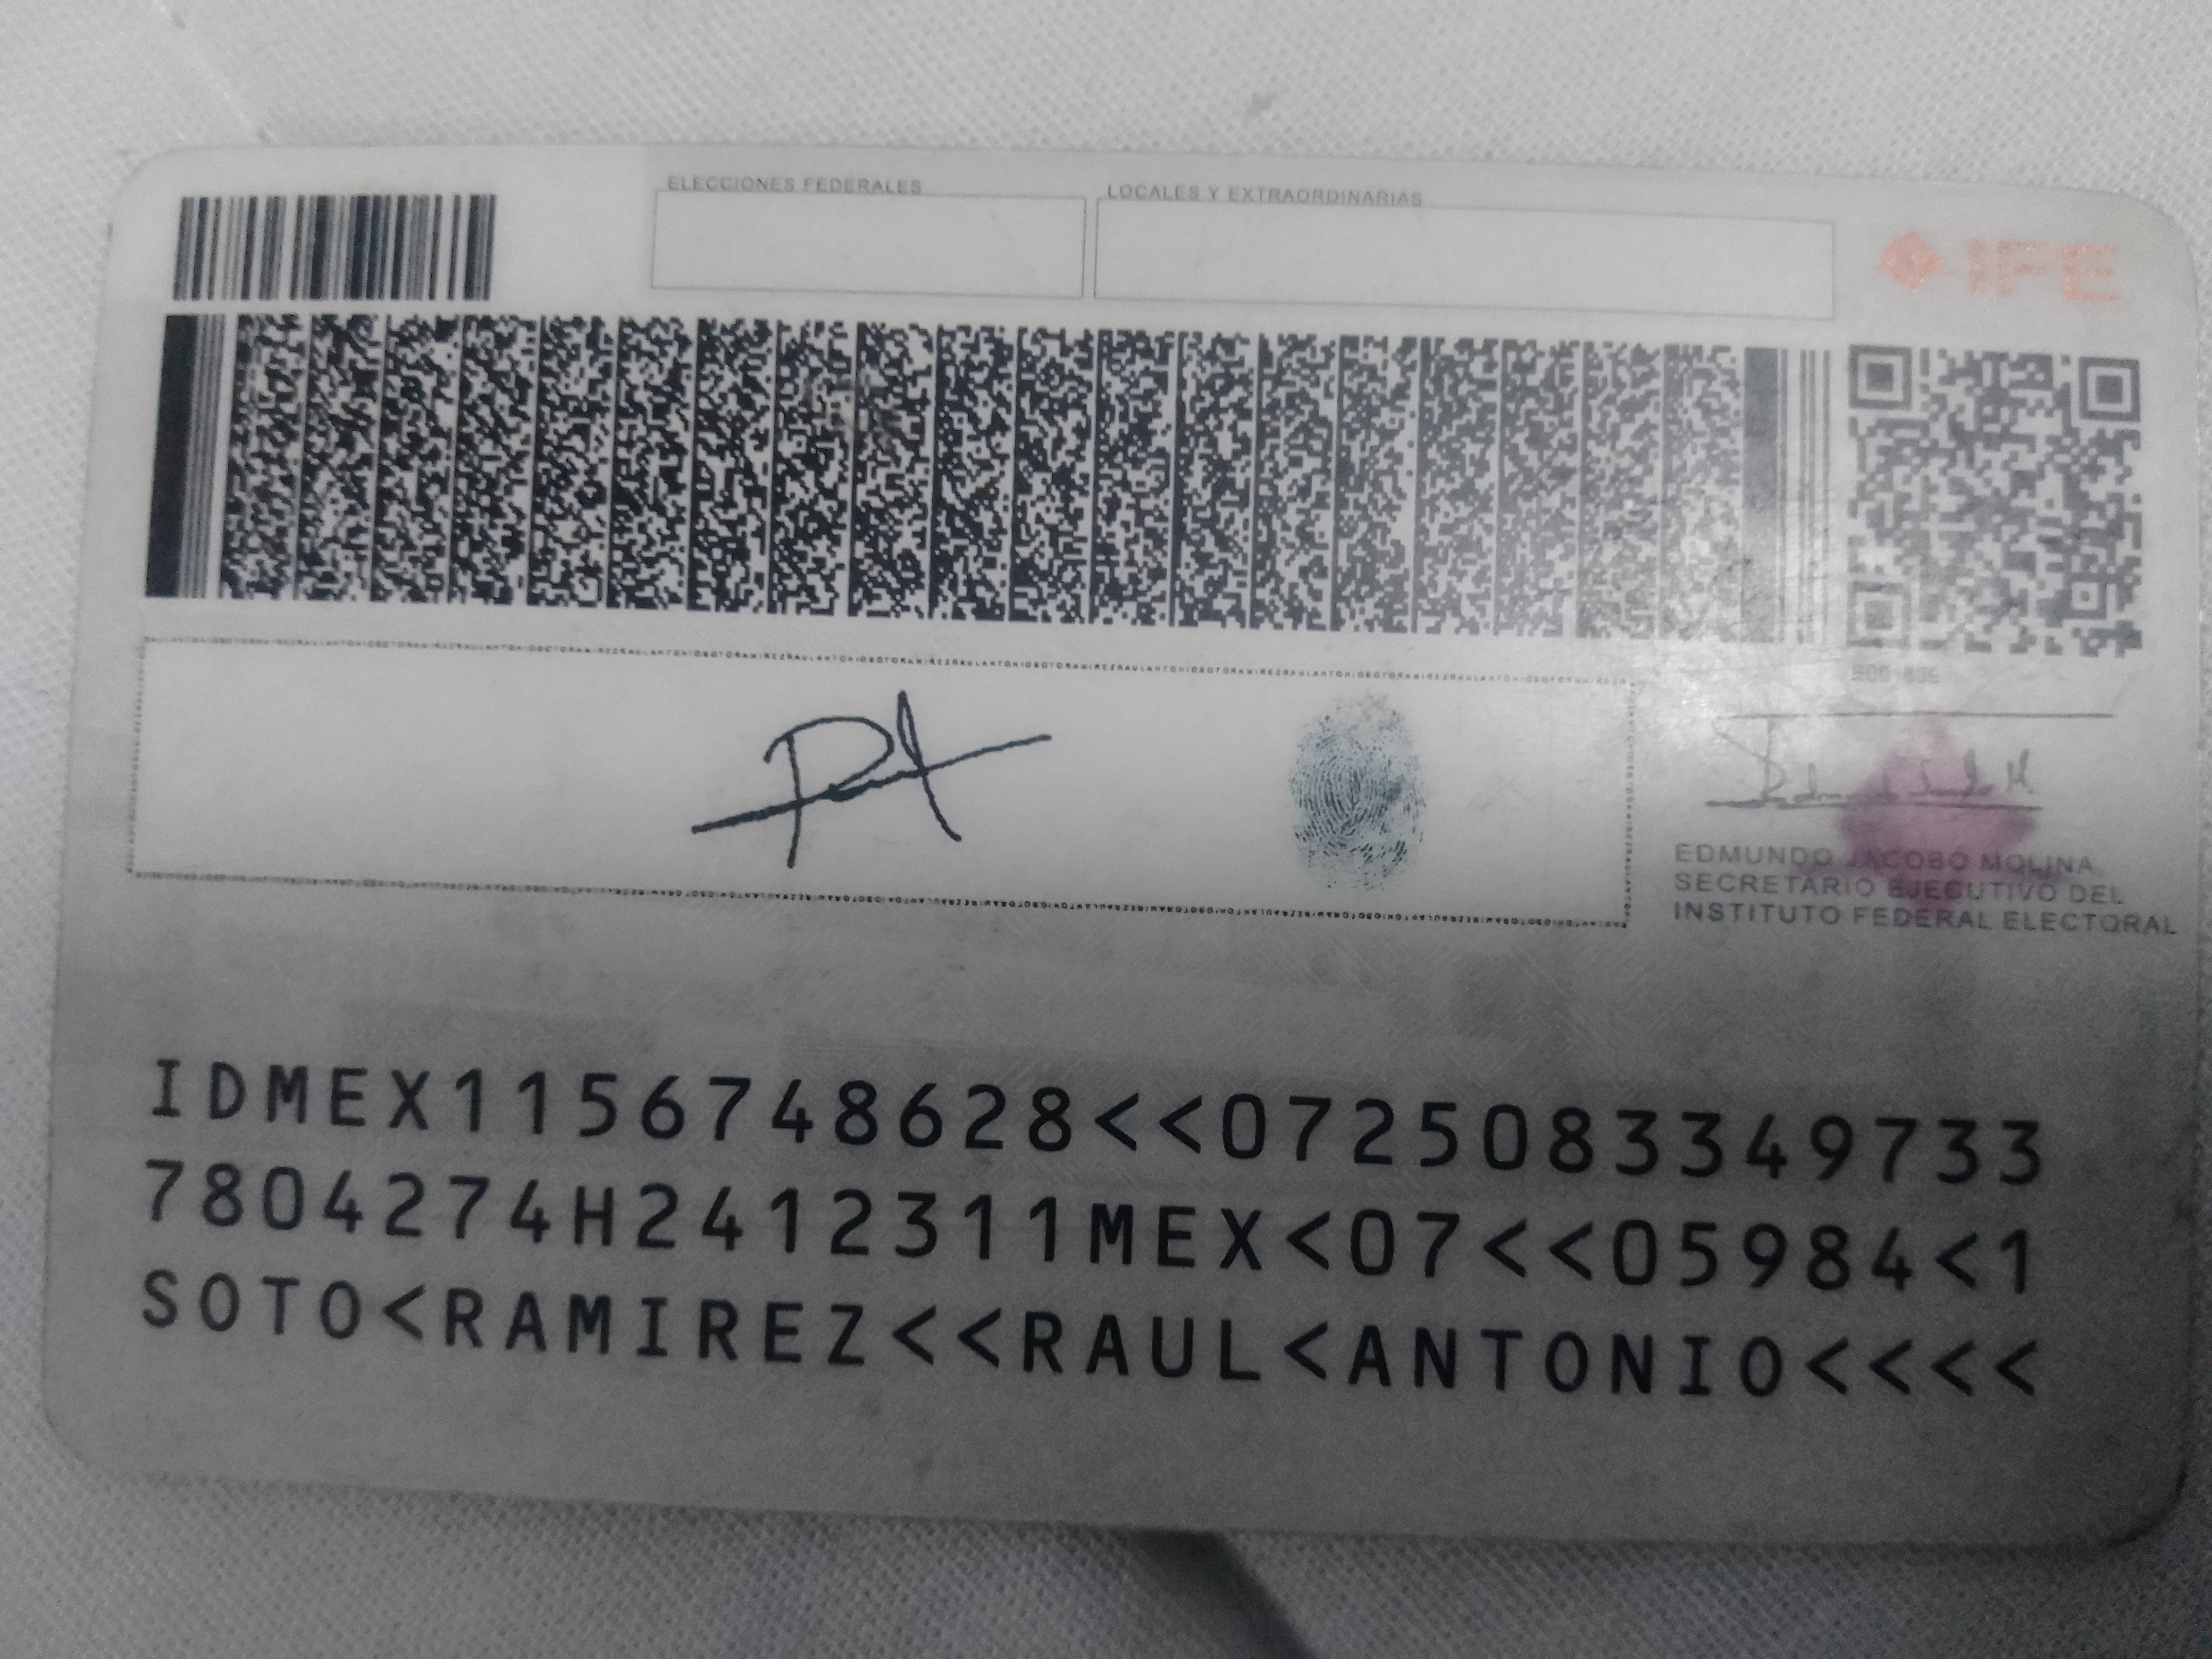 ELECCIONES FEDERALES
LOCALES Y EXTRAORDINARIAS
IFE
EDMUNDO JACOBO MOLINA
SECRETARIO EJECUTIVO DEL
INSTITUTO FEDERAL ELECTORAL
IDMEX1156748628<<0725083349733
7804274H2412311MEX<07<<05984<1
SOTO<RAMIREZ<<RAUL<ANTONIO<<<<